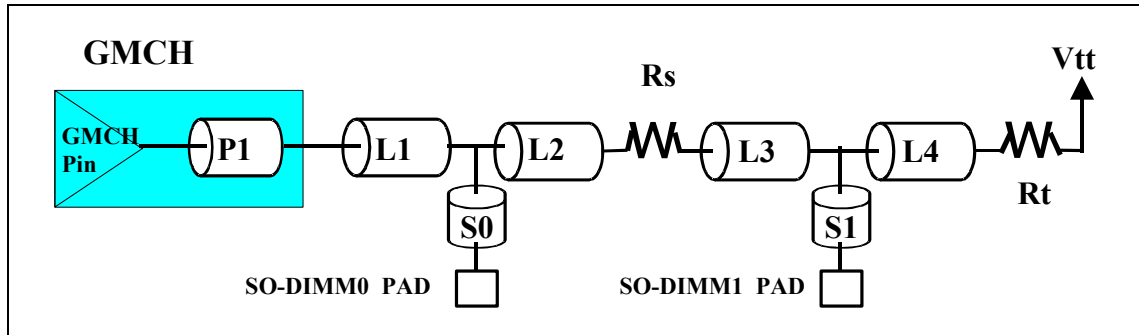 GMCH
Vtt
Rs
GMCH
Pin
P1
L1
L2
L3
L4
Rt
S0
S1
SO-DIMM0 PAD
SO-DIMM1 PAD